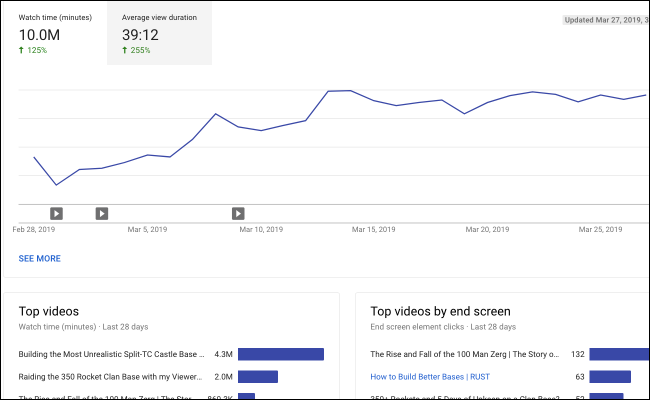 Watch time (minutes) Average view duration
Updated Mar 27, 2019, 3
10.0M 39:12
125% 255%
Feb 28, 2019 Mar 5, 2019 Mar 10, 2019 Mar 15, 2019 Mar 20, 2019 Mar 25, 2019
SEE MORE
Top videos
Watch time (minutes) · Last 28 days
Building the Most Unrealistic Split-TC Castle Base ... 4.3M
Raiding the 350 Rocket Clan Base with my Viewer... 2.0M
The Rise and Fall of the 100 Man Zerg | The Stor...
Top videos by end screen
End screen element clicks · Last 28 days
The Rise and Fall of the 100 Man Zerg | The Story o... 132
How to Build Better Bases | RUST 63
350+ Rockets and 5 Days of Upkeep on a Clan Base? 52